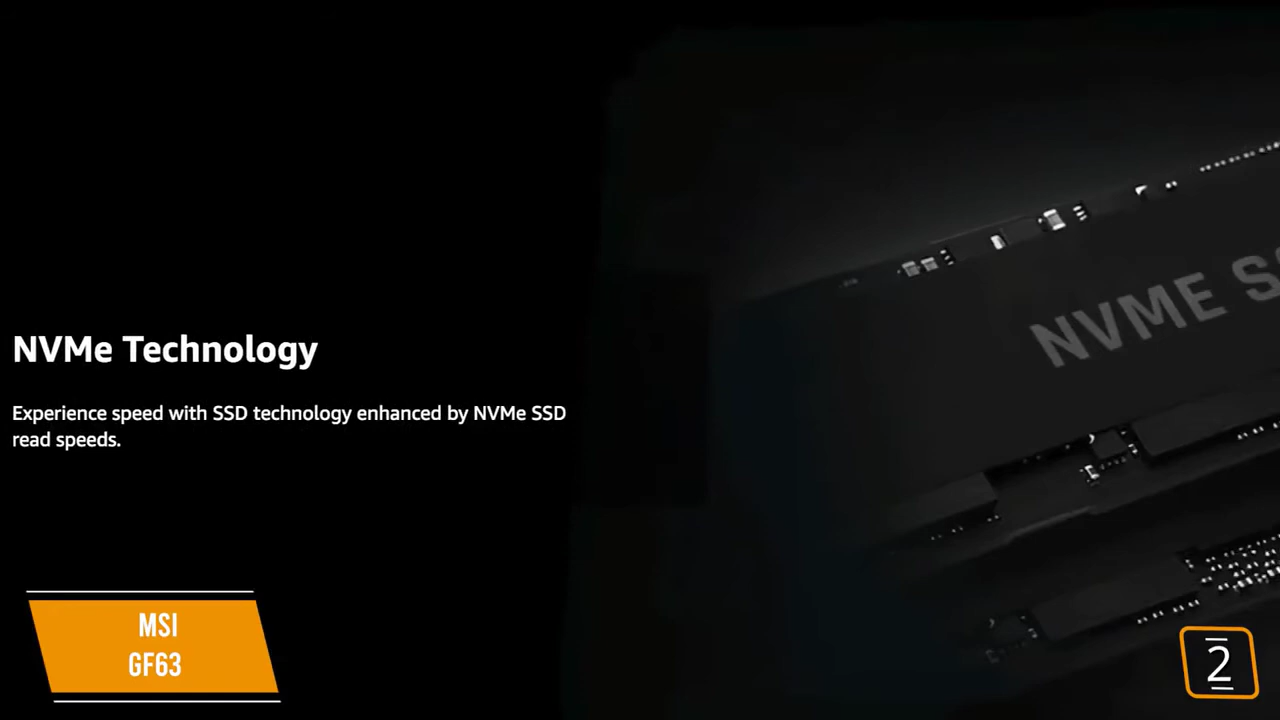 NVMe Technology
Experience speed with SSD technology enhanced by NVMe SSD
read speeds.
NVME S
MSI
GF63
2